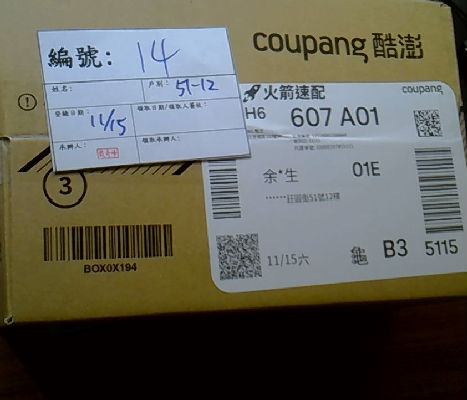 coupang 酷澎
編號: 14
姓名:
戶別: 51-12
登錄日期: 11/15
領取日期/領取人簽收:
承辦人:
領取承辦人:
3
BOX0X194
火箭速配
coupang
H6 607 A01
余*生 01E
······莊園街51號12樓
11/15六
龜 B3 5115